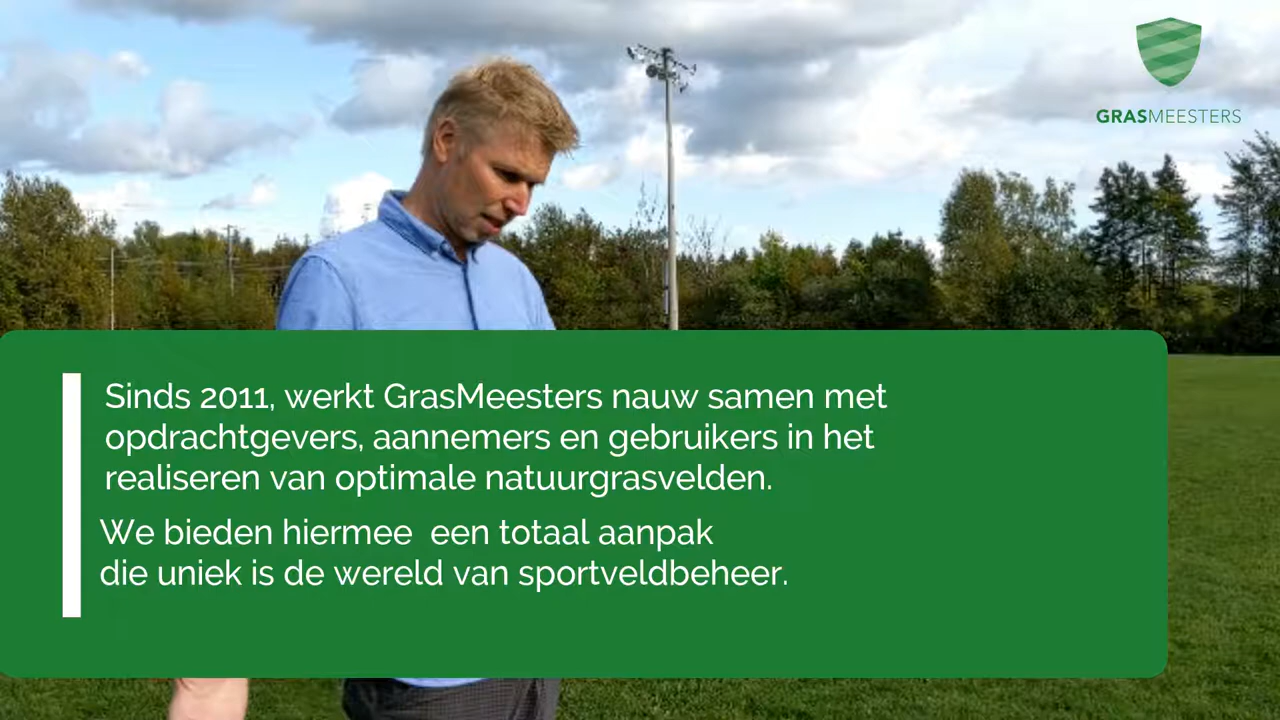 GRASMEESTERS
Sinds 2011, werkt GrasMeesters nauw samen met
opdrachtgevers, aannemers en gebruikers in het
realiseren van optimale natuurgrasvelden.
We bieden hiermee  een totaal aanpak
die uniek is de wereld van sportveldbeheer.